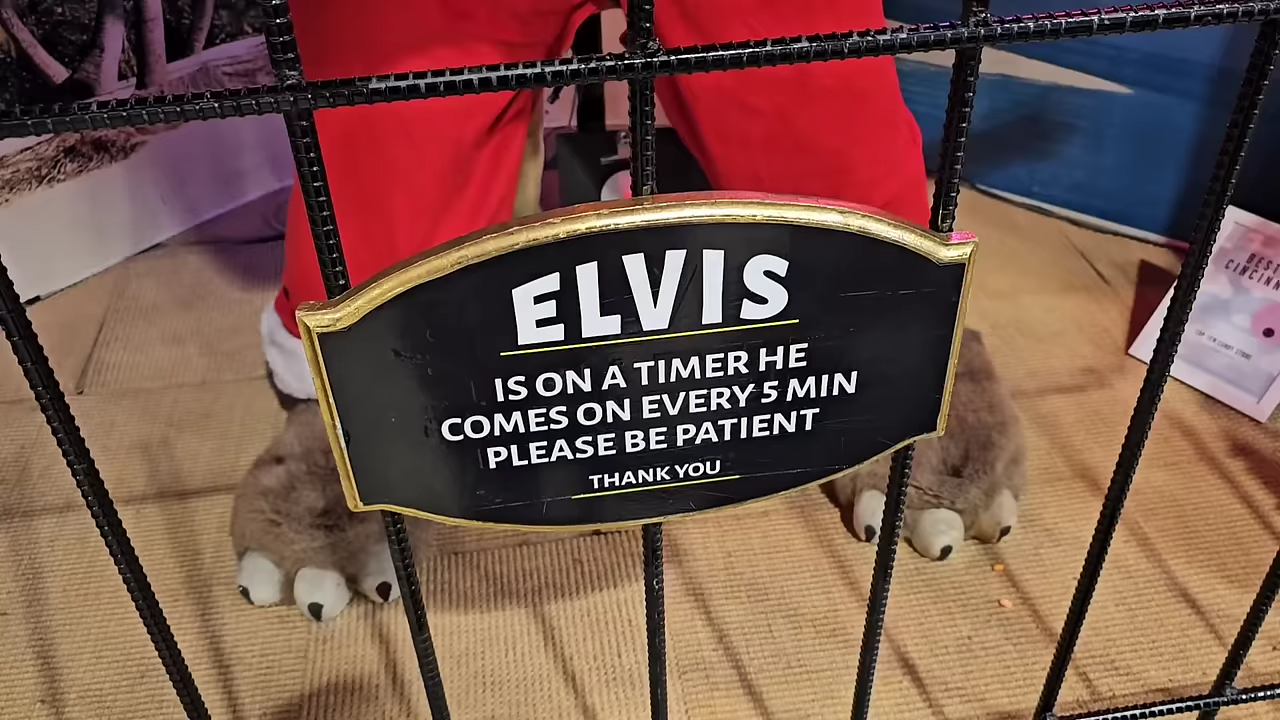 ELVIS
IS ON A TIMER HE
COMES ON EVERY 5 MIN
PLEASE BE PATIENT
THANK YOU
BEST
CINCINN